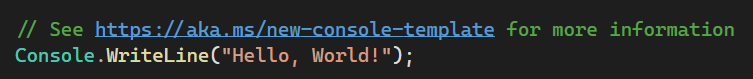 // See https://aka.ms/new-console-template for more information
Console.WriteLine("Hello, World!");